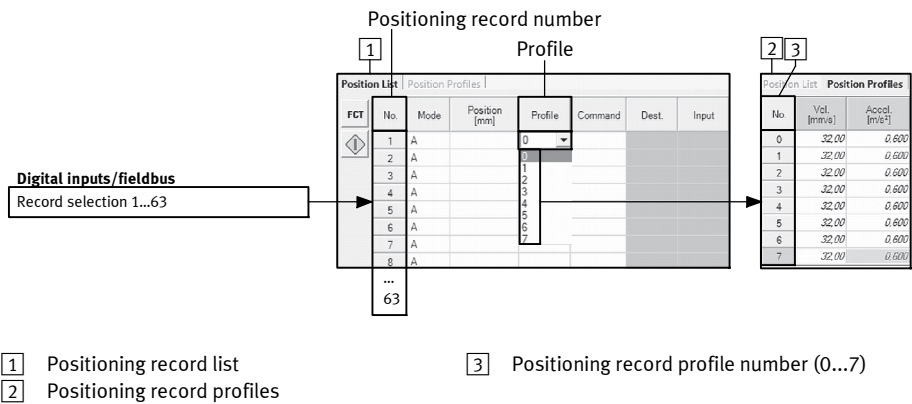 Positioning record number
1
Profile
2 3
Position List Position Profiles
Position List Position Profiles
FCT No. Mode Position [mm] Profile Command Dest. Input
No. Vel. [mm/s] Accel. [m/s²]
1 A 0
2 A
3 A
4 A
5 A
6 A
7 A
8 A
...
63
0
1
2
3
4
5
6
7
0 32,00 0,600
1 32,00 0,600
2 32,00 0,600
3 32,00 0,600
4 32,00 0,600
5 32,00 0,600
6 32,00 0,600
7 32,00 0,600
Digital inputs/fieldbus
Record selection 1...63
1 Positioning record list
2 Positioning record profiles
3 Positioning record profile number (0...7)